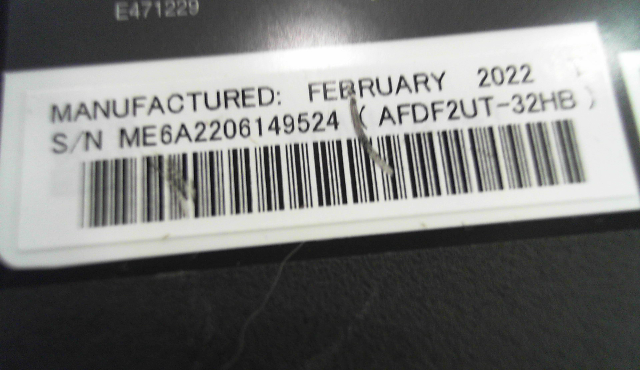 E471229
MANUFACTURED: FEBRUARY 2022
S/N ME6A2206149524 ( AFDF2UT-32HB )